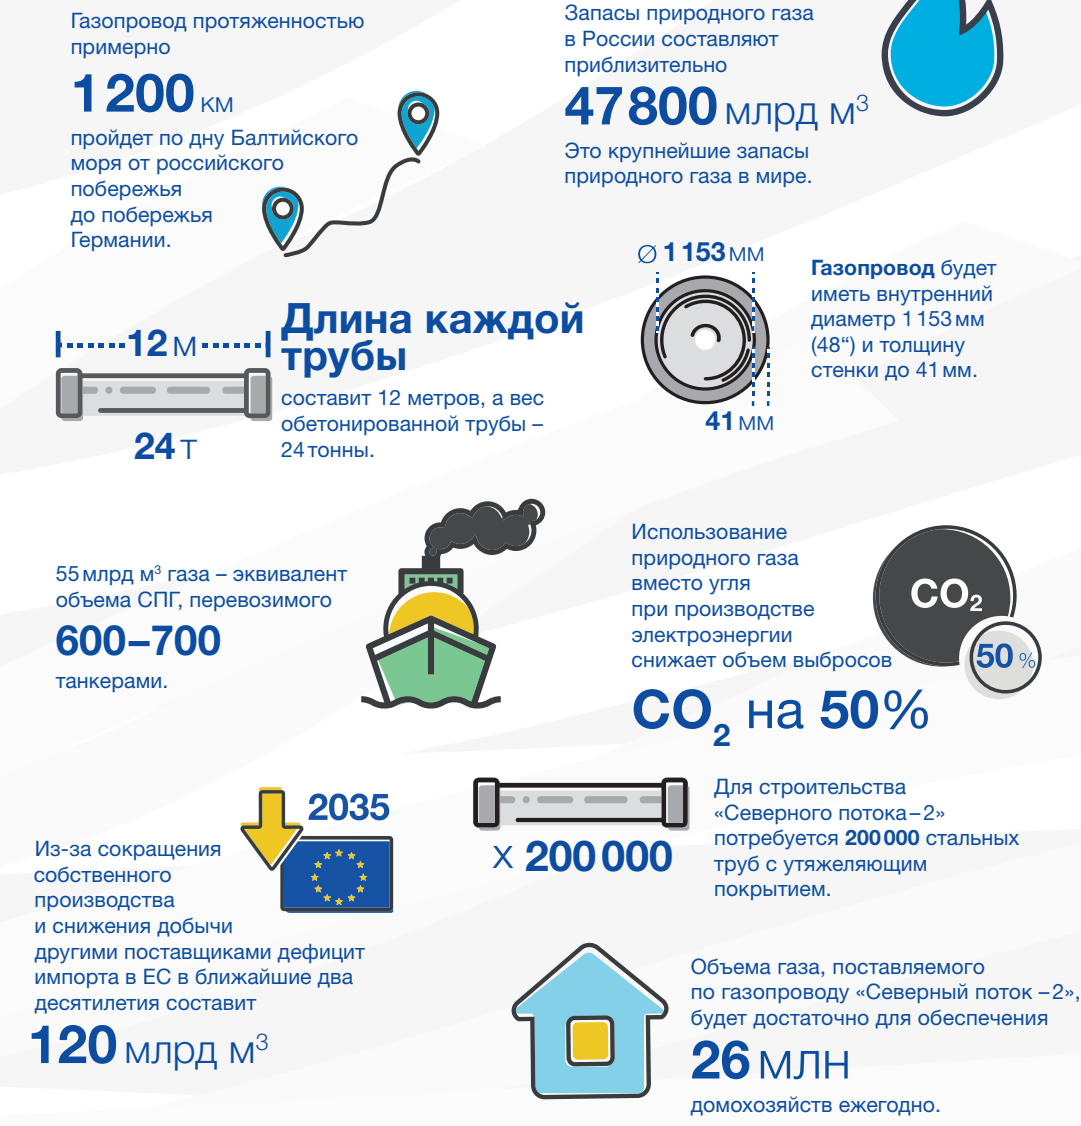 Газопровод протяженностью
примерно
1 200 км
пройдет по дну Балтийского
моря от российского
побережья
до побережья
Германии.
Запасы природного газа
в России составляют
приблизительно
47 800 млрд м³
Это крупнейшие запасы
природного газа в мире.
12 м
24 т
Длина каждой
трубы
составит 12 метров, а вес
обетонированной трубы –
24 тонны.
∅ 1 153 мм
41 мм
Газопровод будет
иметь внутренний
диаметр 1 153 мм
(48“) и толщину
стенки до 41 мм.
55 млрд м³ газа – эквивалент
объема СПГ, перевозимого
600–700
танкерами.
Использование
природного газа
вместо угля
при производстве
электроэнергии
снижает объем выбросов
CO₂ на 50%
CO₂
50 %
2035
Из-за сокращения
собственного
производства
и снижения добычи
другими поставщиками дефицит
импорта в ЕС в ближайшие два
десятилетия составит
120 млрд м³
х 200 000
Для строительства
«Северного потока – 2»
потребуется 200 000 стальных
труб с утяжеляющим
покрытием.
Объема газа, поставляемого
по газопроводу «Северный поток – 2»,
будет достаточно для обеспечения
26 млн
домохозяйств ежегодно.